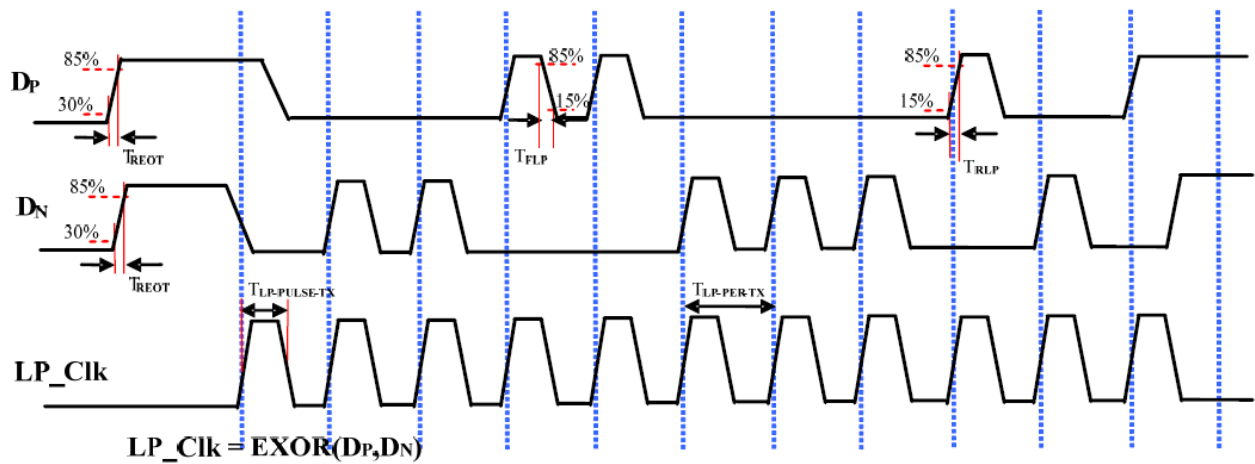 85%
DP
30%
TREOT
85%
15%
TFLP
85%
15%
TRLP
85%
DN
30%
TREOT
TLP-PULSE-TX
TLP-PER-TX
LP_Clk
LP_Clk = EXOR(DP,DN)